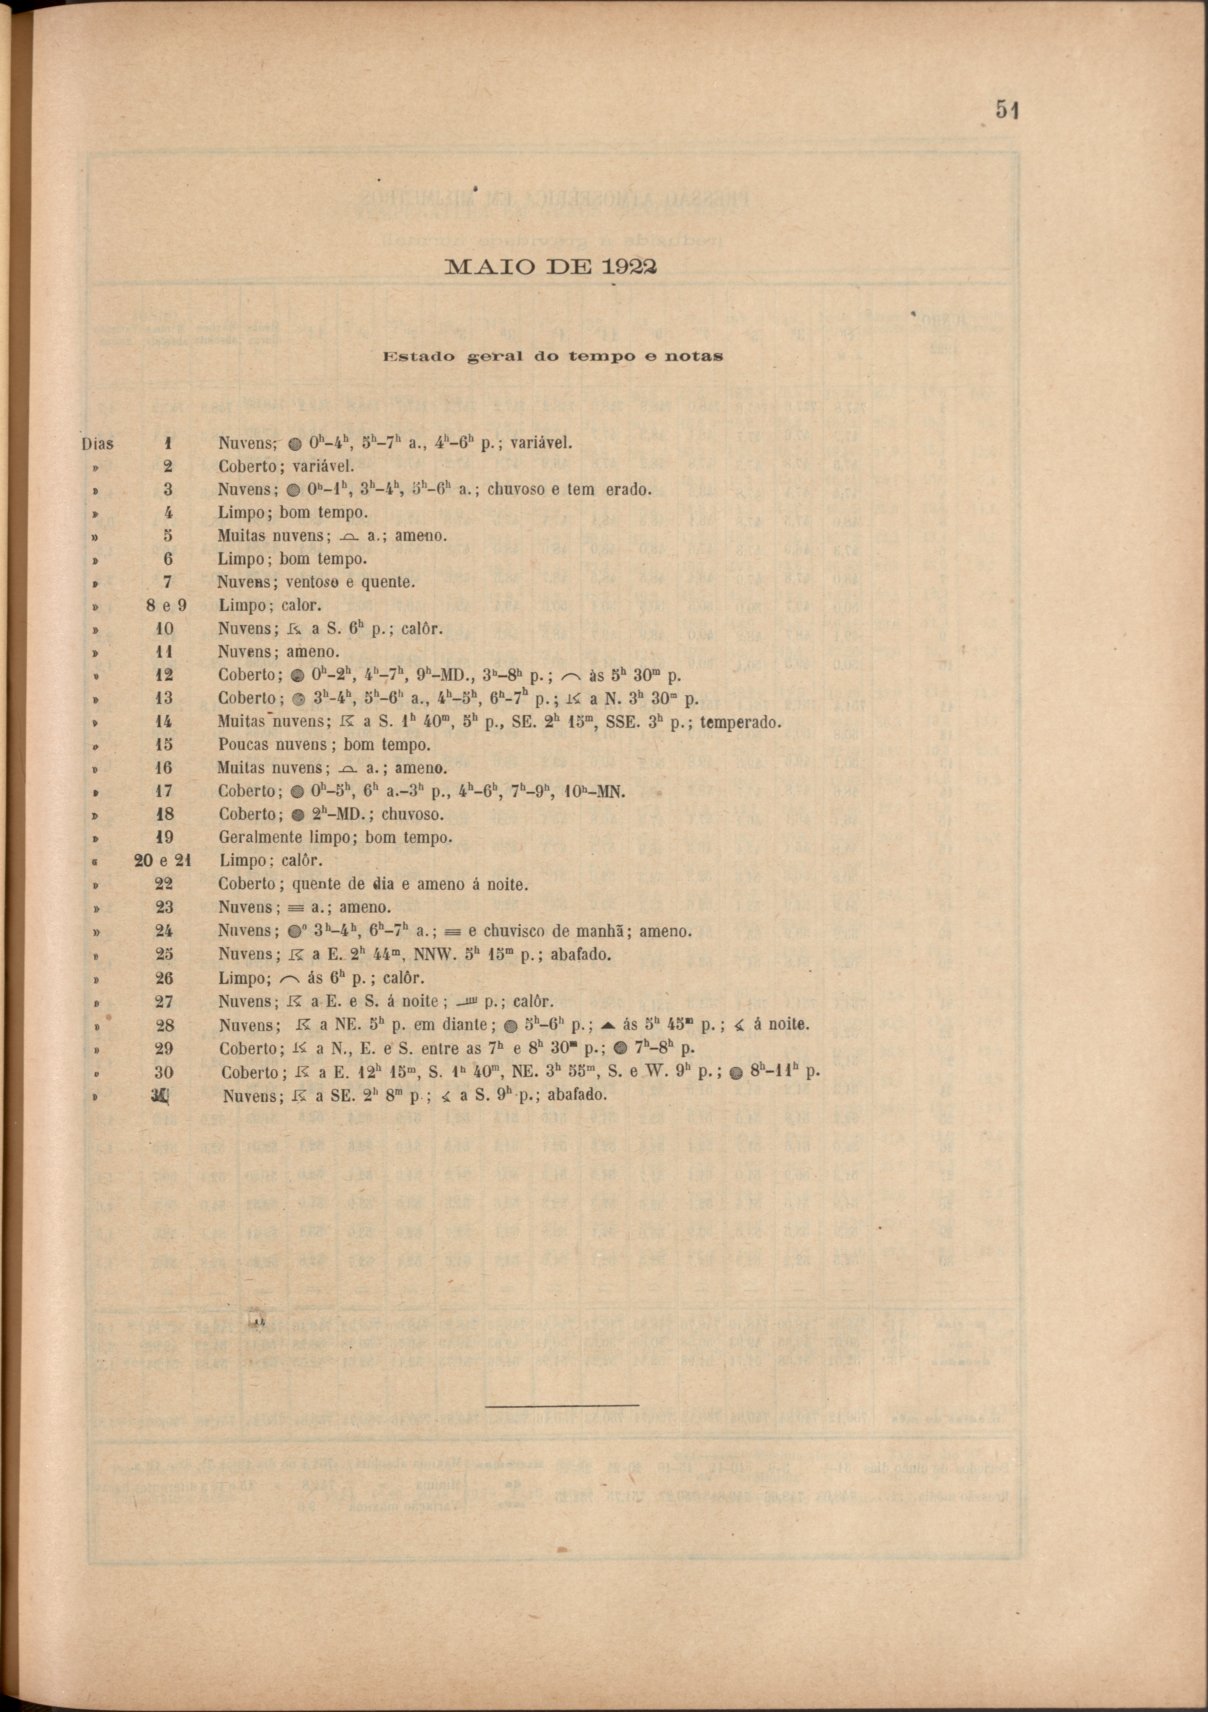 51
MAIO DE 1922
Estado geral do tempo e notas
Dias 1 Nuvens; ● 0ʰ–4ʰ, 5ʰ–7ʰ a., 4ʰ–6ʰ p.; variável.
» 2 Coberto; variável.
» 3 Nuvens; ● 0ʰ–1ʰ, 3ʰ–4ʰ, 5ʰ–6ʰ a.; chuvoso e tem erado.
» 4 Limpo; bom tempo.
» 5 Muitas nuvens; ⌓ a.; ameno.
» 6 Limpo; bom tempo.
» 7 Nuvens; ventoso e quente.
» 8 e 9 Limpo; calor.
» 10 Nuvens; ☈ a S. 6ʰ p.; calôr.
» 11 Nuvens; ameno.
» 12 Coberto; ● 0ʰ–2ʰ, 4ʰ–7ʰ, 9ʰ–MD., 3ʰ–8ʰ p.; ⌒ às 5ʰ 30ᵐ p.
» 13 Coberto; ● 3ʰ–4ʰ, 5ʰ–6ʰ a., 4ʰ–5ʰ, 6ʰ–7ʰ p.; ☈ a N. 3ʰ 30ᵐ p.
» 14 Muitas nuvens; ☈ a S. 1ʰ 40ᵐ, 5ʰ p., SE. 2ʰ 15ᵐ, SSE. 3ʰ p.; temperado.
» 15 Poucas nuvens; bom tempo.
» 16 Muitas nuvens; ⌓ a.; ameno.
» 17 Coberto; ● 0ʰ–5ʰ, 6ʰ a.–3ʰ p., 4ʰ–6ʰ, 7ʰ–9ʰ, 10ʰ–MN.
» 18 Coberto; ● 2ʰ–MD.; chuvoso.
» 19 Geralmente limpo; bom tempo.
« 20 e 21 Limpo; calôr.
» 22 Coberto; quente de dia e ameno á noite.
» 23 Nuvens; ≡ a.; ameno.
» 24 Nuvens; ●⁰ 3ʰ–4ʰ, 6ʰ–7ʰ a.; ≡ e chuvisco de manhã; ameno.
» 25 Nuvens; ☈ a E. 2ʰ 44ᵐ, NNW. 5ʰ 15ᵐ p.; abafado.
» 26 Limpo; ⌒ ás 6ʰ p.; calôr.
» 27 Nuvens; ☈ a E. e S. á noite; p.; calôr.
» 28 Nuvens; ☈ a NE. 5ʰ p. em diante; ● 5ʰ–6ʰ p.; ▲ ás 5ʰ 45ᵐ p.; ☇ á noite.
» 29 Coberto; ☈ a N., E. e S. entre as 7ʰ e 8ʰ 30ᵐ p.; ● 7ʰ–8ʰ p.
» 30 Coberto; ☈ a E. 12ʰ 15ᵐ, S. 1ʰ 40ᵐ, NE. 3ʰ 55ᵐ, S. e W. 9ʰ p.; ● 8ʰ–11ʰ p.
» 31 Nuvens; ☈ a SE. 2ʰ 8ᵐ p.; ☇ a S. 9ʰ p.; abafado.